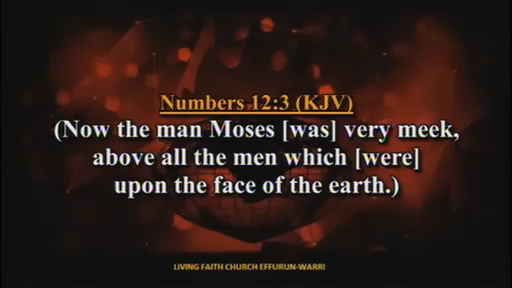 Numbers 12:3 (KJV)
(Now the man Moses [was] very meek,
above all the men which [were]
upon the face of the earth.)
LIVING FAITH CHURCH EFFURUN-WARRI